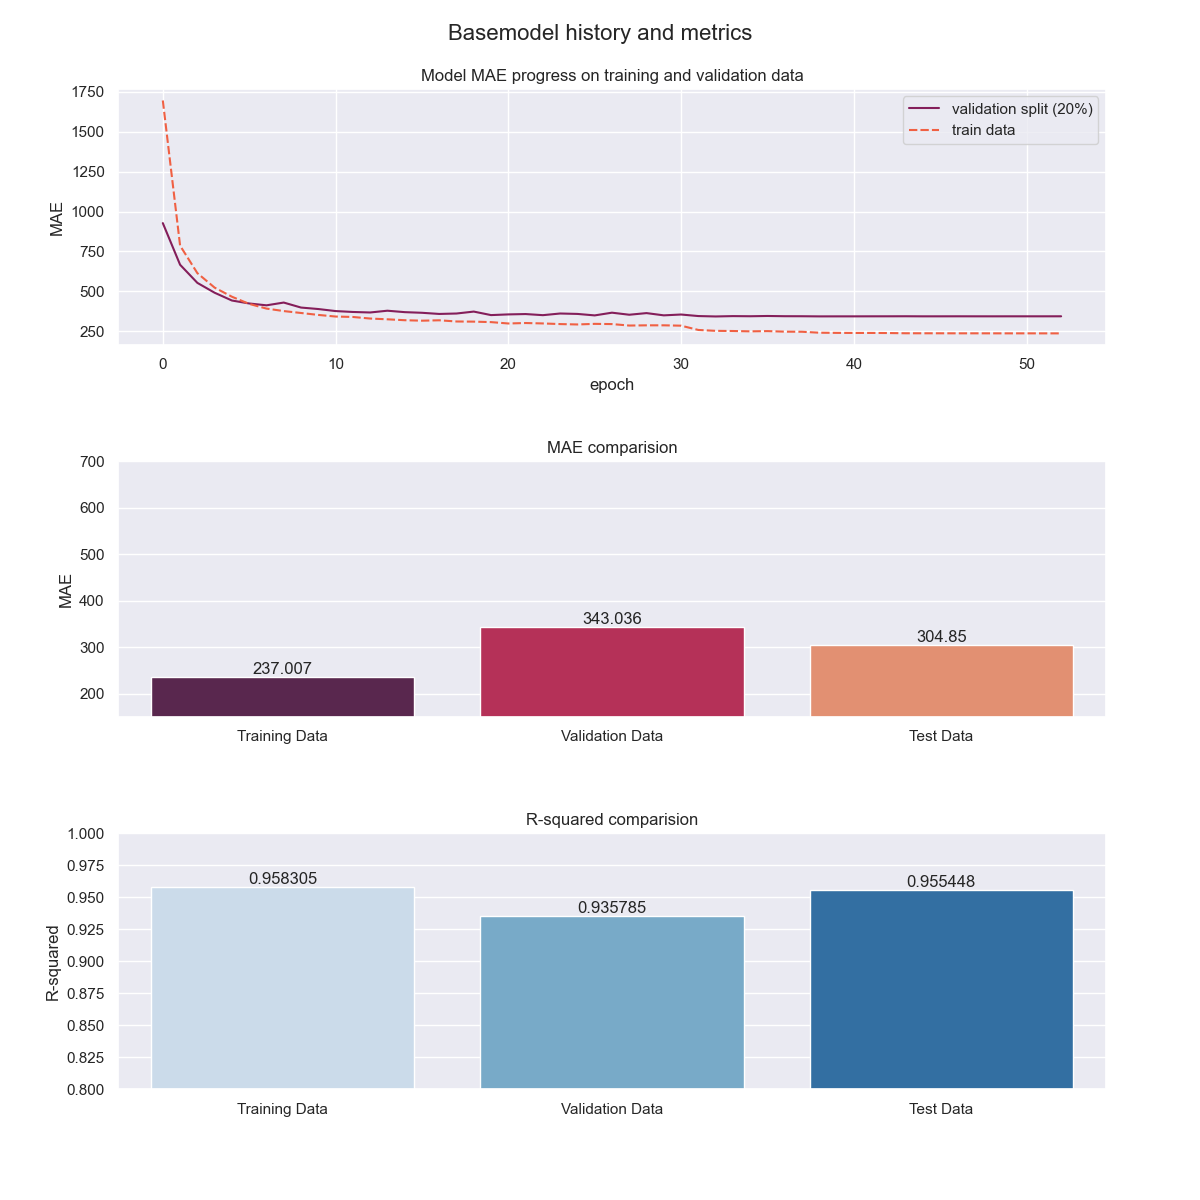 Basemodel history and metrics
Model MAE progress on training and validation data
1750
1500
1250
1000
750
500
250
MAE
validation split (20%)
train data
0 10 20 30 40 50
epoch
MAE comparision
700
600
500
400
300
200
MAE
237.007
343.036
304.85
Training Data Validation Data Test Data
R-squared comparision
1.000
0.975
0.950
0.925
0.900
0.875
0.850
0.825
0.800
R-squared
0.958305
0.935785
0.955448
Training Data Validation Data Test Data